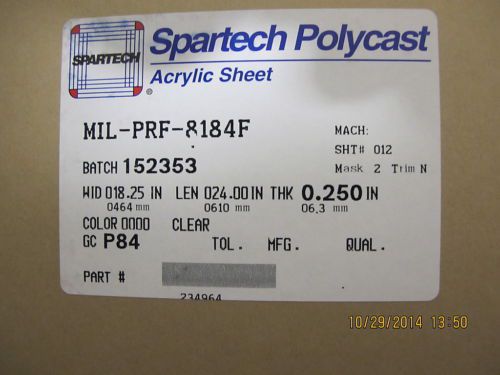 SPARTECH
Spartech Polycast
®
Acrylic Sheet
MIL-PRF-8184F
MACH:
SHT# 012
BATCH 152353
Mask 2 Trim N
WID 018.25 IN LEN 024.00 IN THK 0.250 IN
0464 mm 0610 mm 06,3 mm
COLOR 0000 CLEAR
GC P84 TOL. MFG. QUAL.
PART #
234964
10/29/2014 13:50